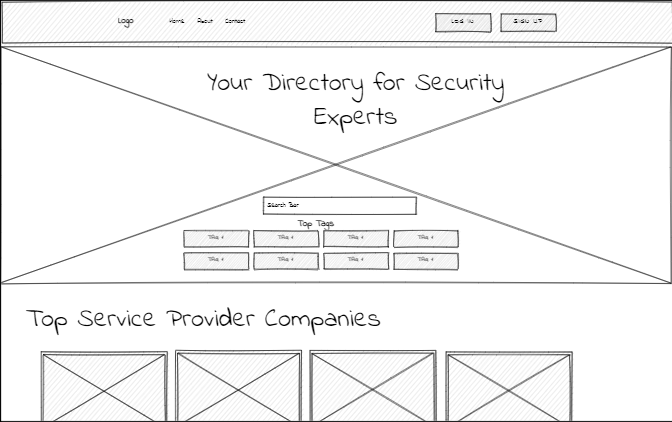 Logo Home About Contact LOG IN SIGN UP
Your Directory for Security
Experts
Search Bar
Top Tags
TAG 1 TAG 1 TAG 1 TAG 1
TAG 1 TAG 1 TAG 1 TAG 1
Top Service Provider Companies